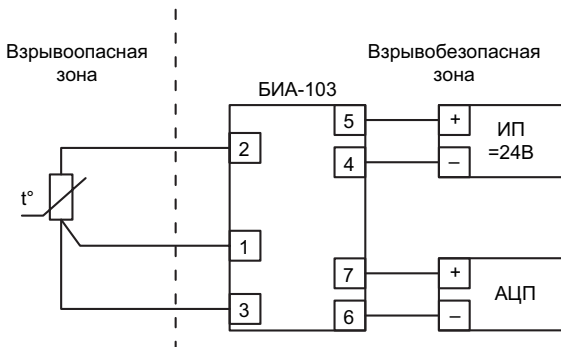 Взрывоопасная
зона
Взрывобезопасная
зона
БИА-103
5
+
ИП
=24В
2
4
–
t°
1
7
+
АЦП
3
6
–